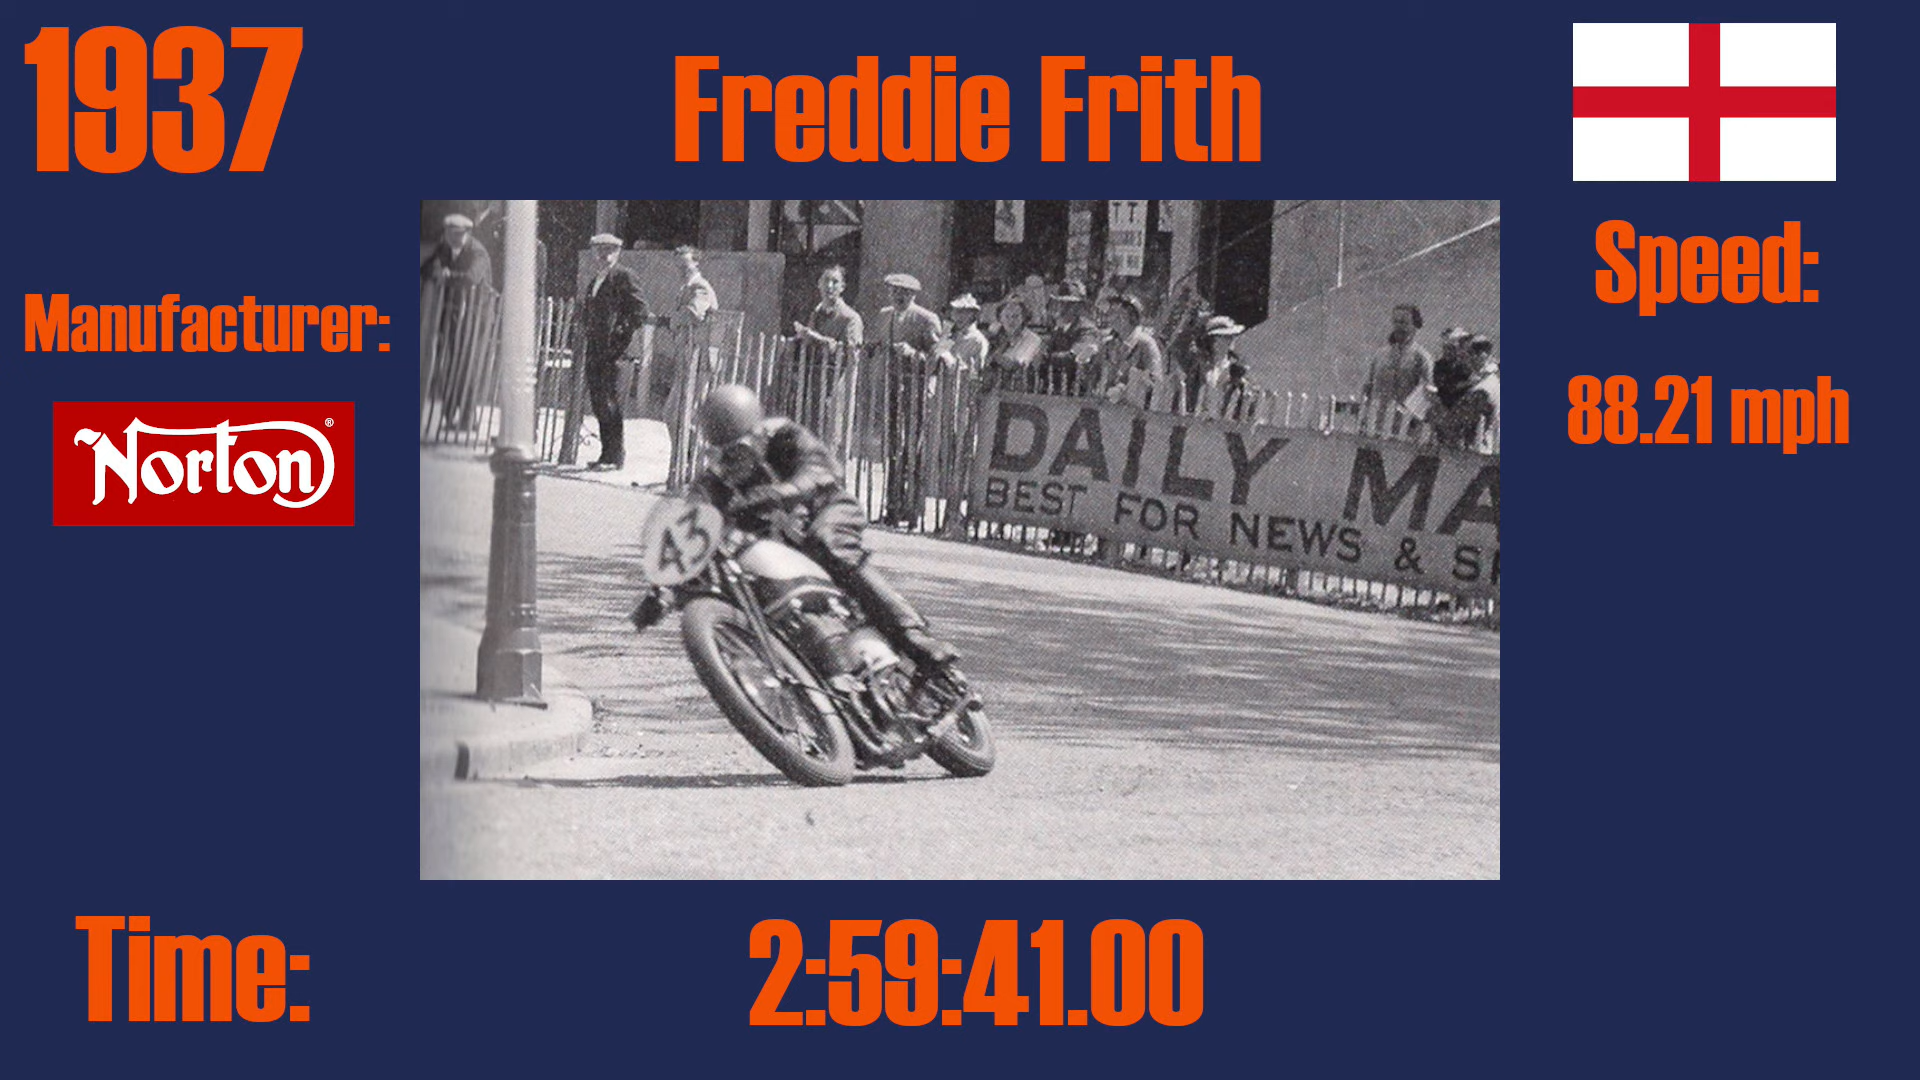 1937
Freddie Frith
Speed:
88.21 mph
Manufacturer:
Norton®
TT
DAILY MA
BEST FOR NEWS & S
43
Time:
2:59:41.00